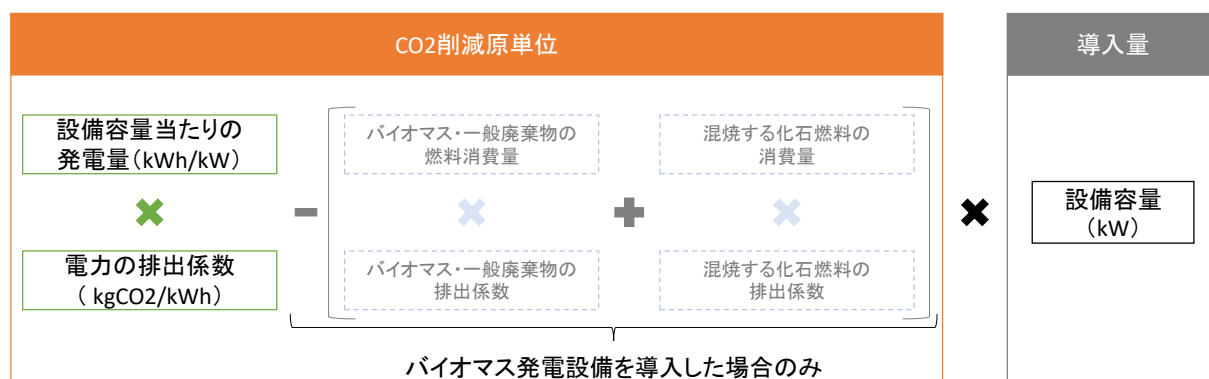 CO2削減原単位
導入量
設備容量当たりの
発電量(kWh/kW)
バイオマス・一般廃棄物の
燃料消費量
混焼する化石燃料の
消費量
設備容量
(kW)
電力の排出係数
( kgCO2/kWh)
バイオマス・一般廃棄物の
排出係数
混焼する化石燃料の
排出係数
バイオマス発電設備を導入した場合のみ